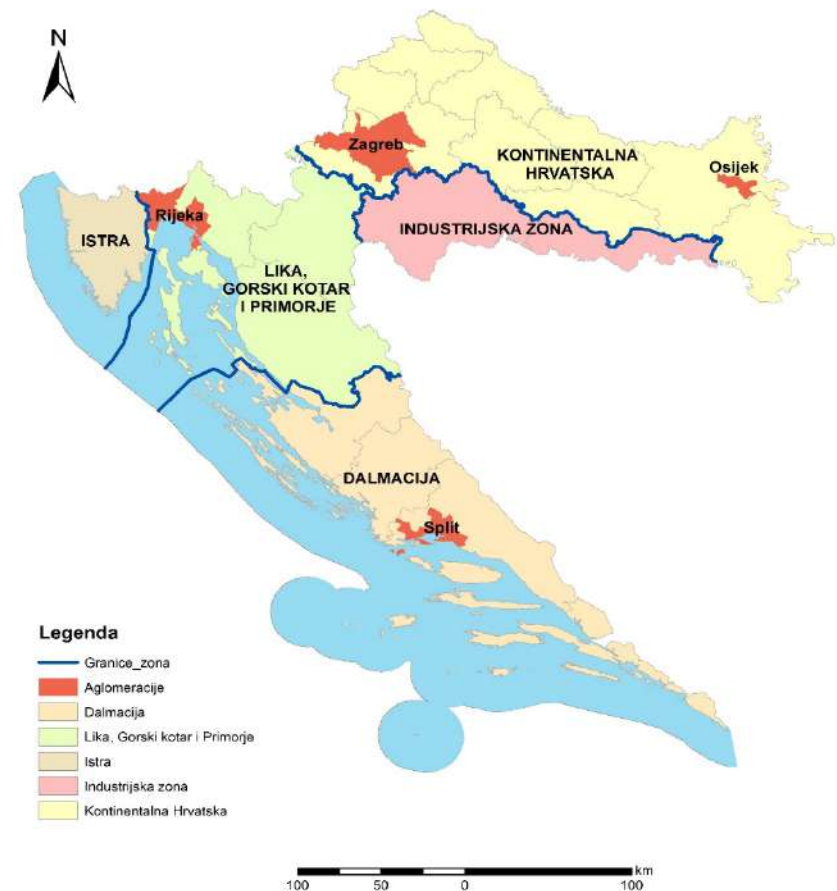 N
Zagreb
KONTINENTALNA
HRVATSKA
Osijek
Rijeka
ISTRA
INDUSTRIJSKA ZONA
LIKA,
GORSKI KOTAR
I PRIMORJE
DALMACIJA
Split
Legenda
Granice_zona
Aglomeracije
Dalmacija
Lika, Gorski kotar i Primorje
Istra
Industrijska zona
Kontinentalna Hrvatska
km
100 50 0 100